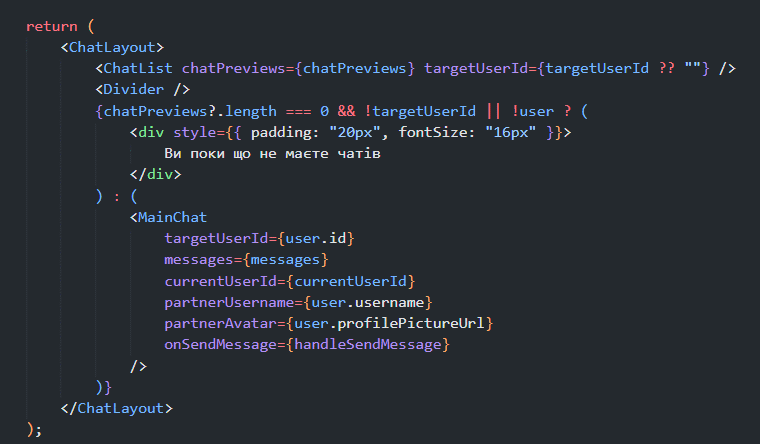 return (
<ChatLayout>
<ChatList chatPreviews={chatPreviews} targetUserId={targetUserId ?? ""} />
<Divider />
{chatPreviews?.length === 0 && !targetUserId || !user ? (
<div style={{ padding: "20px", fontSize: "16px" }}>
Ви поки що не маєте чатів
</div>
) : (
<MainChat
targetUserId={user.id}
messages={messages}
currentUserId={currentUserId}
partnerUsername={user.username}
partnerAvatar={user.profilePictureUrl}
onSendMessage={handleSendMessage}
/>
)}
</ChatLayout>
);